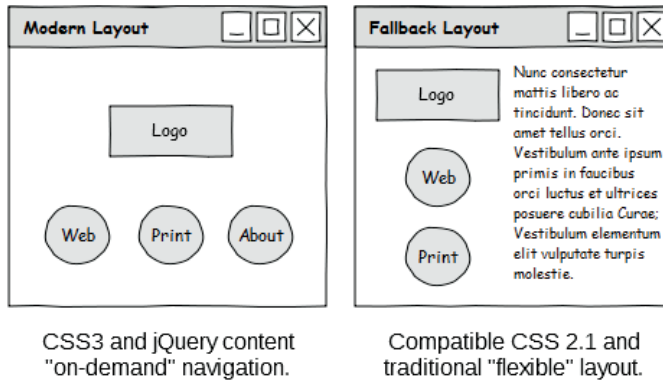 Modern Layout
Logo
Web
Print
About
CSS3 and jQuery content
"on-demand" navigation.
Fallback Layout
Logo
Web
Print
Nunc consectetur
mattis libero ac
tincidunt. Donec sit
amet tellus orci.
Vestibulum ante ipsum
primis in faucibus
orci luctus et ultrices
posuere cubilia Curae;
Vestibulum elementum
elit vulputate turpis
molestie.
Compatible CSS 2.1 and
traditional "flexible" layout.